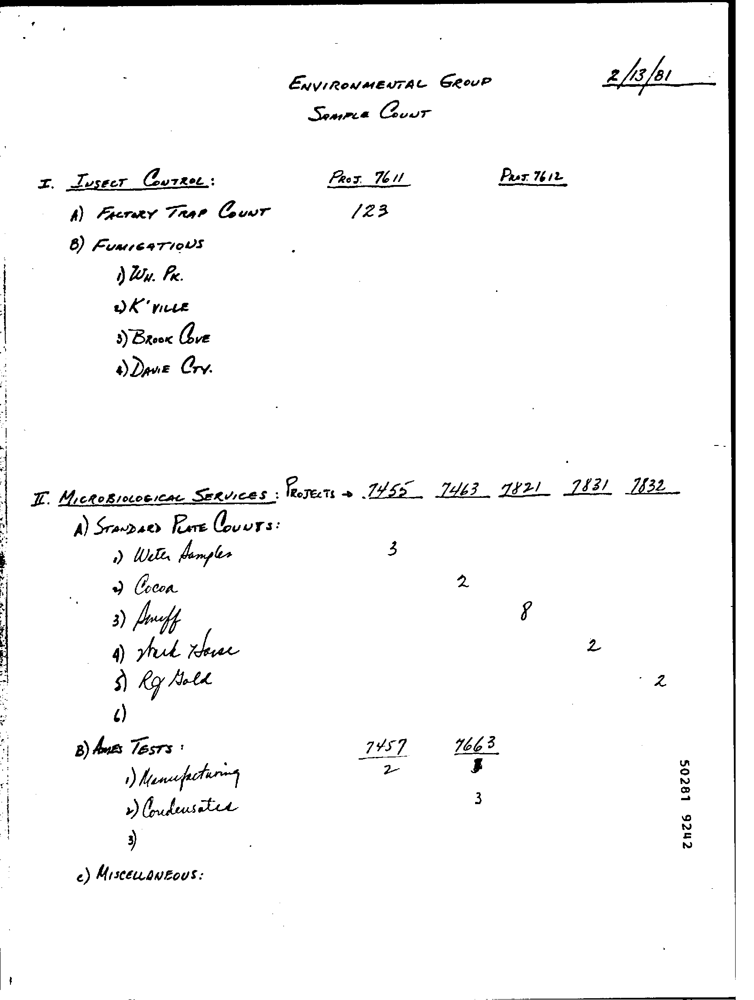 2/13/81
ENVIRONMENTAL GROUP
SAMPLE COUNT
I. INSECT CONTROL: PROJ. 7611 PROJ. 7612
A) FACTORY TRAP COUNT 123
B) FUMIGATIONS
1) WH. PK.
2) K'VILLE
3) BROOK COVE
4) DAVIE CTY.
II. MICROBIOLOGICAL SERVICES: PROJECTS → 7455 7463 7821 7831 7832
A) STANDARD PLATE COUNTS:
1) Water Samples 3
2) Cocoa 2
3) Snuff 8
4) Stark House 2
5) Rg Gold 2
6)
B) AMES TESTS: 7457 7663
1) Manufacturing 2
2) Condensates 3
3)
c) MISCELLANEOUS:
50281 9242